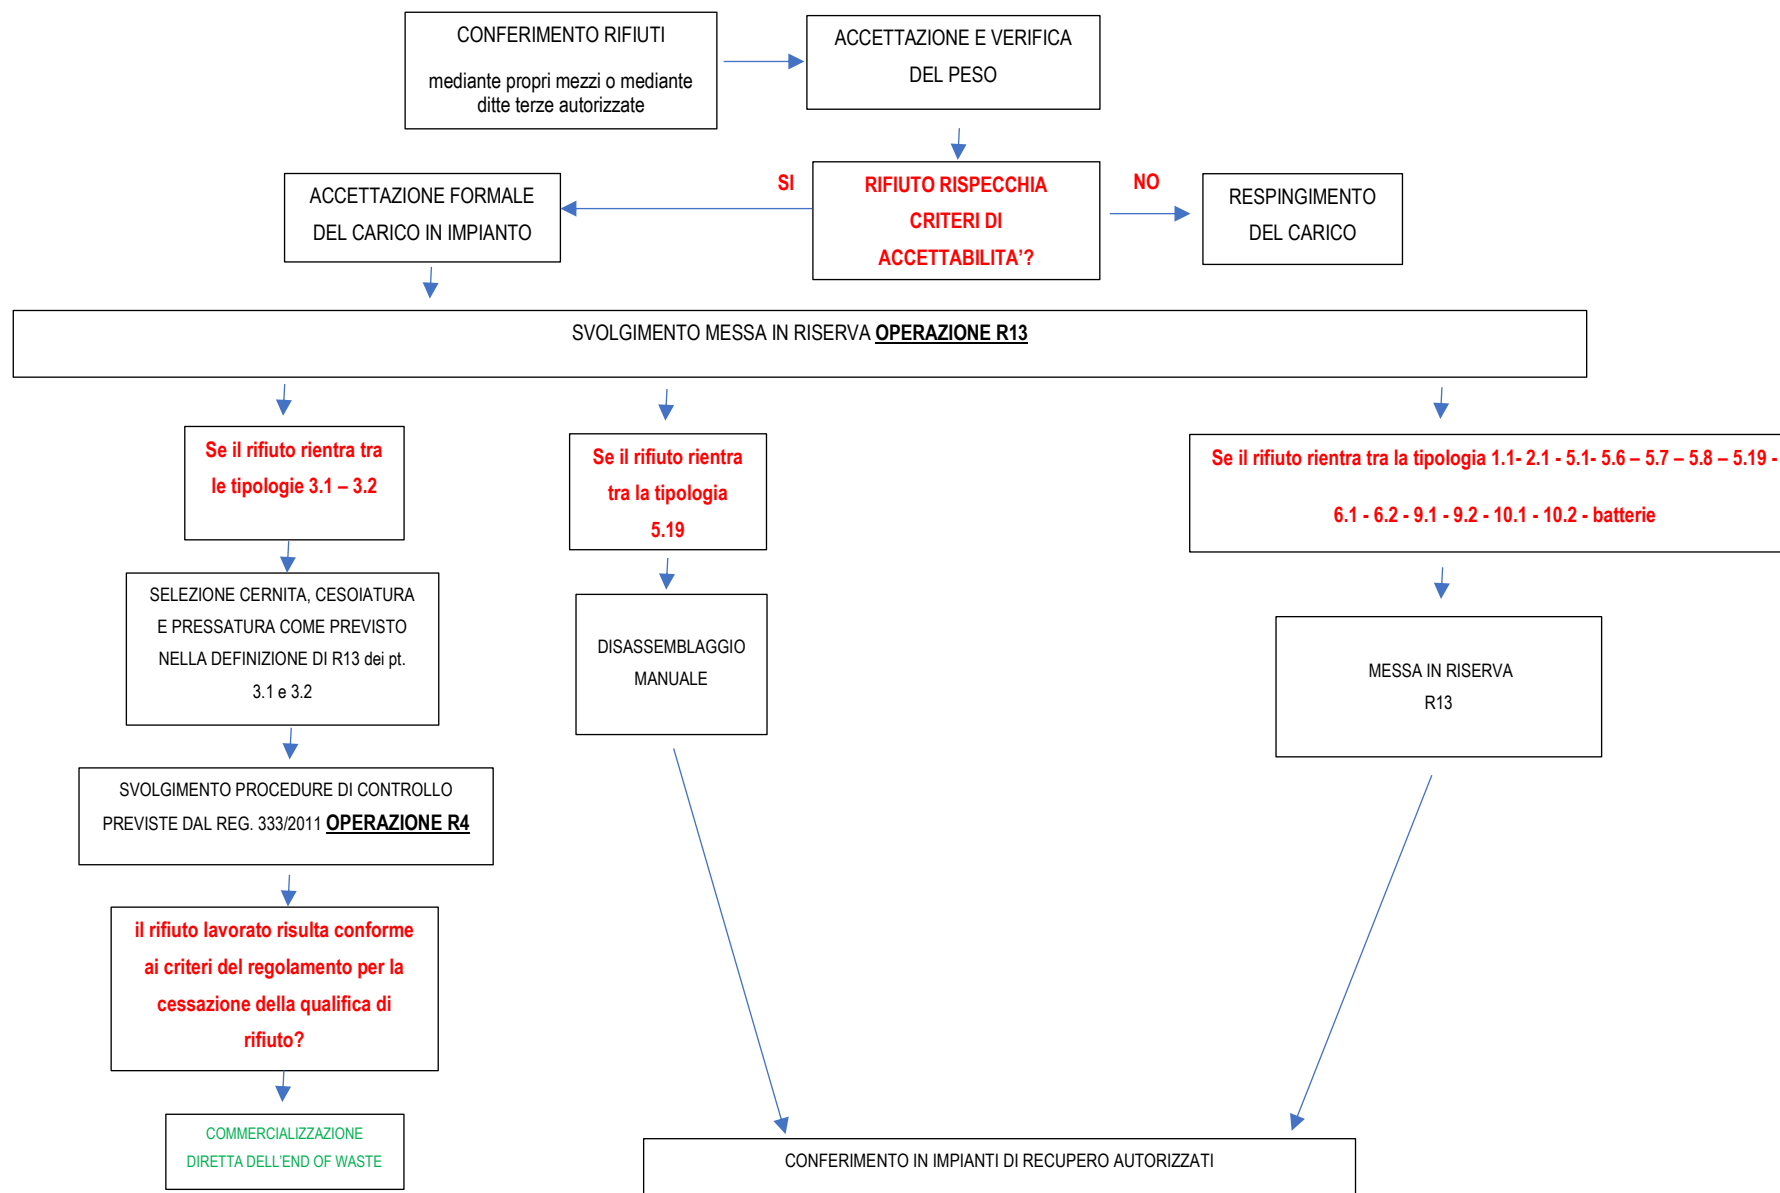 CONFERIMENTO RIFIUTI
mediante propri mezzi o mediante
ditte terze autorizzate
ACCETTAZIONE E VERIFICA
DEL PESO
ACCETTAZIONE FORMALE
DEL CARICO IN IMPIANTO
SI
RIFIUTO RISPECCHIA
CRITERI DI
ACCETTABILITA’?
NO
RESPINGIMENTO
DEL CARICO
SVOLGIMENTO MESSA IN RISERVA OPERAZIONE R13
Se il rifiuto rientra tra
le tipologie 3.1 – 3.2
Se il rifiuto rientra
tra la tipologia
5.19
Se il rifiuto rientra tra la tipologia 1.1- 2.1 - 5.1- 5.6 – 5.7 – 5.8 – 5.19 -
6.1 - 6.2 - 9.1 - 9.2 - 10.1 - 10.2 - batterie
SELEZIONE CERNITA, CESOIATURA
E PRESSATURA COME PREVISTO
NELLA DEFINIZIONE DI R13 dei pt.
3.1 e 3.2
DISASSEMBLAGGIO
MANUALE
MESSA IN RISERVA
R13
SVOLGIMENTO PROCEDURE DI CONTROLLO
PREVISTE DAL REG. 333/2011 OPERAZIONE R4
il rifiuto lavorato risulta conforme
ai criteri del regolamento per la
cessazione della qualifica di
rifiuto?
COMMERCIALIZZAZIONE
DIRETTA DELL’END OF WASTE
CONFERIMENTO IN IMPIANTI DI RECUPERO AUTORIZZATI